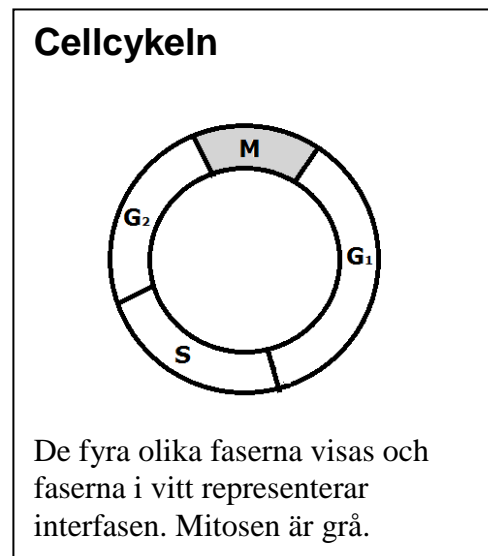 Cellcykeln
M
G₂
G₁
S
De fyra olika faserna visas och
faserna i vitt representerar
interfasen. Mitosen är grå.